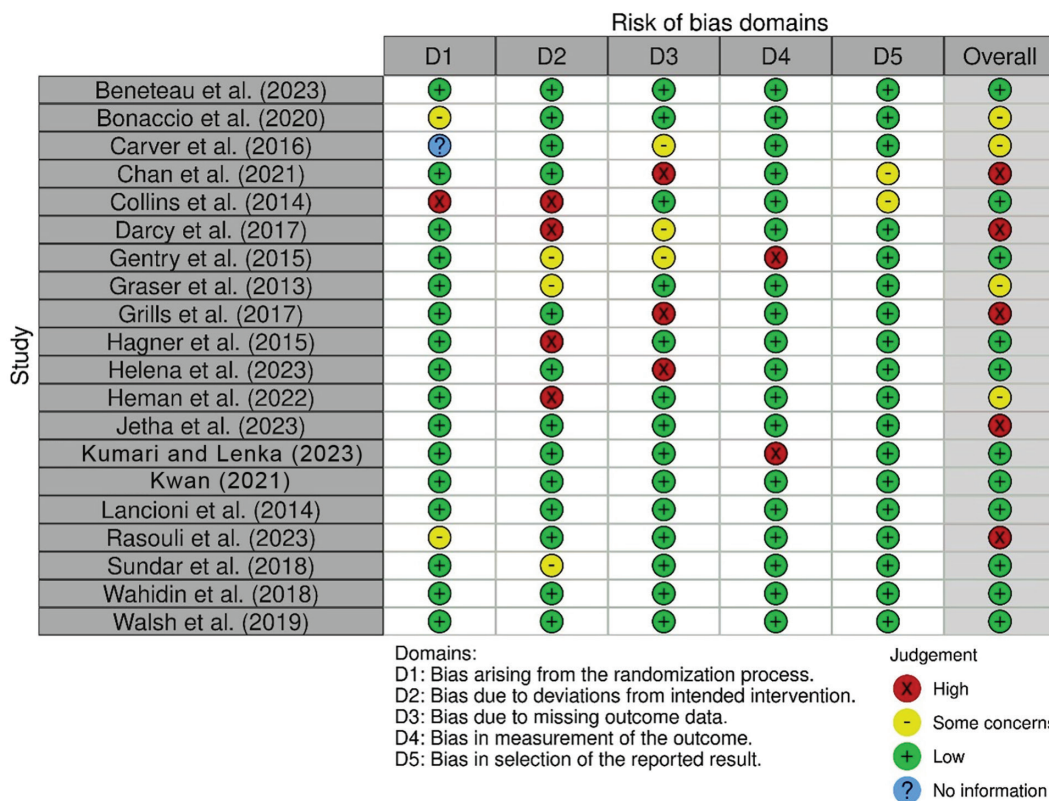 Risk of bias domains
D1 D2 D3 D4 D5 Overall
Study
Beneteau et al. (2023) + + + + + +
Bonaccio et al. (2020) - + + + + -
Carver et al. (2016) ? + - + + -
Chan et al. (2021) + + X + - X
Collins et al. (2014) X X + + - +
Darcy et al. (2017) + X - + + X
Gentry et al. (2015) + - - X + +
Graser et al. (2013) + - + + + -
Grills et al. (2017) + + X + + X
Hagner et al. (2015) + X + + + +
Helena et al. (2023) + + X + + +
Heman et al. (2022) + X + + + -
Jetha et al. (2023) + + + + + X
Kumari and Lenka (2023) + + + X + +
Kwan (2021) + + + + + +
Lancioni et al. (2014) + + + + + +
Rasouli et al. (2023) - + + + + X
Sundar et al. (2018) + - + + + +
Wahidin et al. (2018) + + + + + +
Walsh et al. (2019) + + + + + +
Domains:
D1: Bias arising from the randomization process.
D2: Bias due to deviations from intended intervention.
D3: Bias due to missing outcome data.
D4: Bias in measurement of the outcome.
D5: Bias in selection of the reported result.
Judgement
X High
- Some concerns
+ Low
? No information